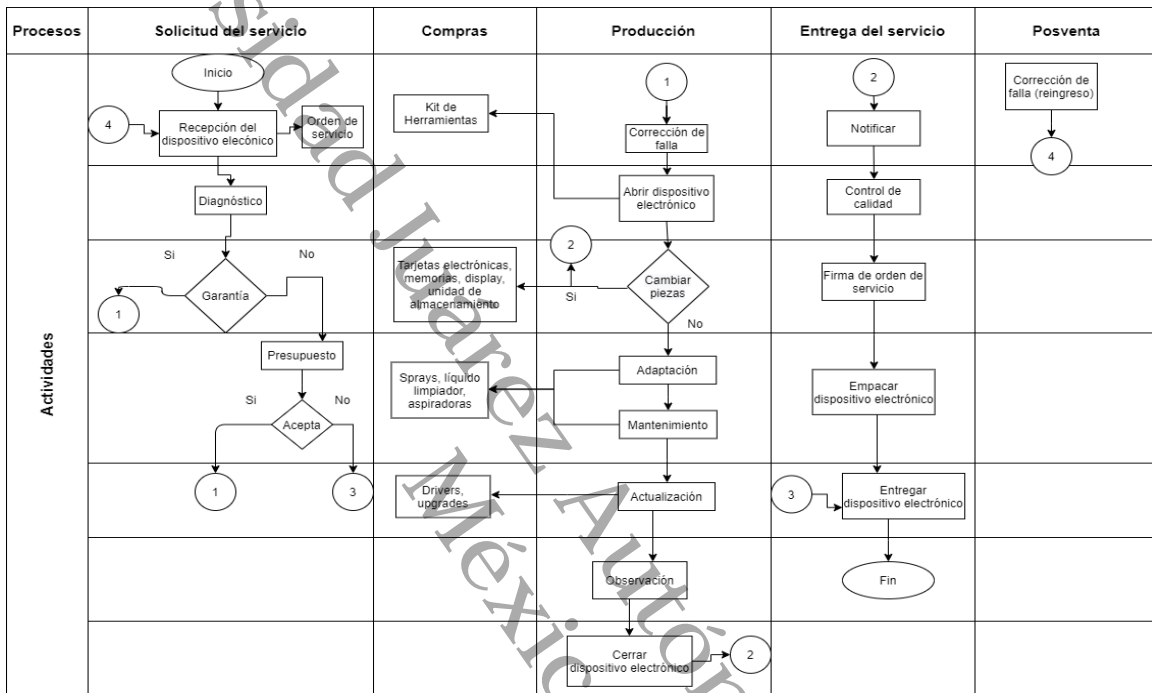 Procesos
Solicitud del servicio
Compras
Producción
Entrega del servicio
Posventa
Actividades
Inicio
4
Recepción del
dispositivo elecónico
Orden de
servicio
Diagnóstico
Si
No
Garantía
1
Presupuesto
Si
No
Acepta
1
3
Kit de
Herramientas
Tarjetas electrónicas,
memorias, display,
unidad de
almacenamiento
Sprays, líquido
limpiador,
aspiradoras
Drivers,
upgrades
1
Corrección de
falla
Abrir dispositivo
electrónico
2
Cambiar
piezas
Si
No
Adaptación
Mantenimiento
Actualización
Observación
Cerrar
dispositivo electrónico
2
2
Notificar
Control de
calidad
Firma de orden de
servicio
Empacar
dispositivo electrónico
3
Entregar
dispositivo electrónico
Fin
Corrección de
falla (reingreso)
4
sidad Juárez Autón
Méxic